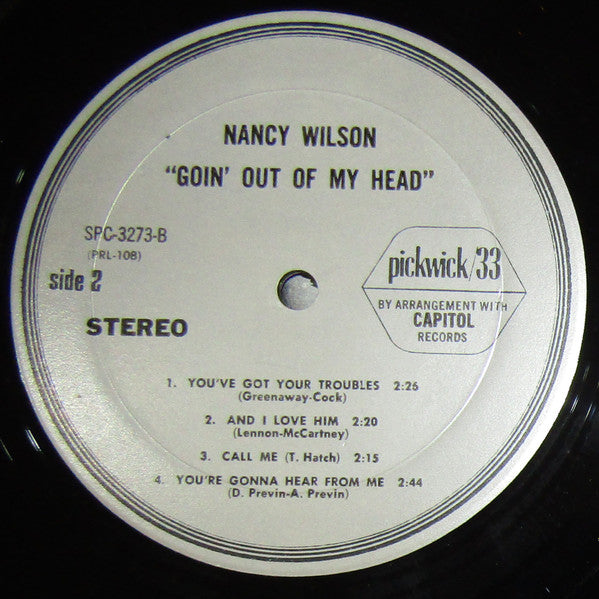 NANCY WILSON
"GOIN' OUT OF MY HEAD"
SPC-3273-B
(PRL-108)
side 2
STEREO
pickwick/33
BY ARRANGEMENT WITH
CAPITOL
RECORDS
1. YOU'VE GOT YOUR TROUBLES 2:26
(Greenaway-Cock)
2. AND I LOVE HIM 2:20
(Lennon-McCartney)
3. CALL ME (T. Hatch) 2:15
4. YOU'RE GONNA HEAR FROM ME 2:44
(D. Previn-A. Previn)